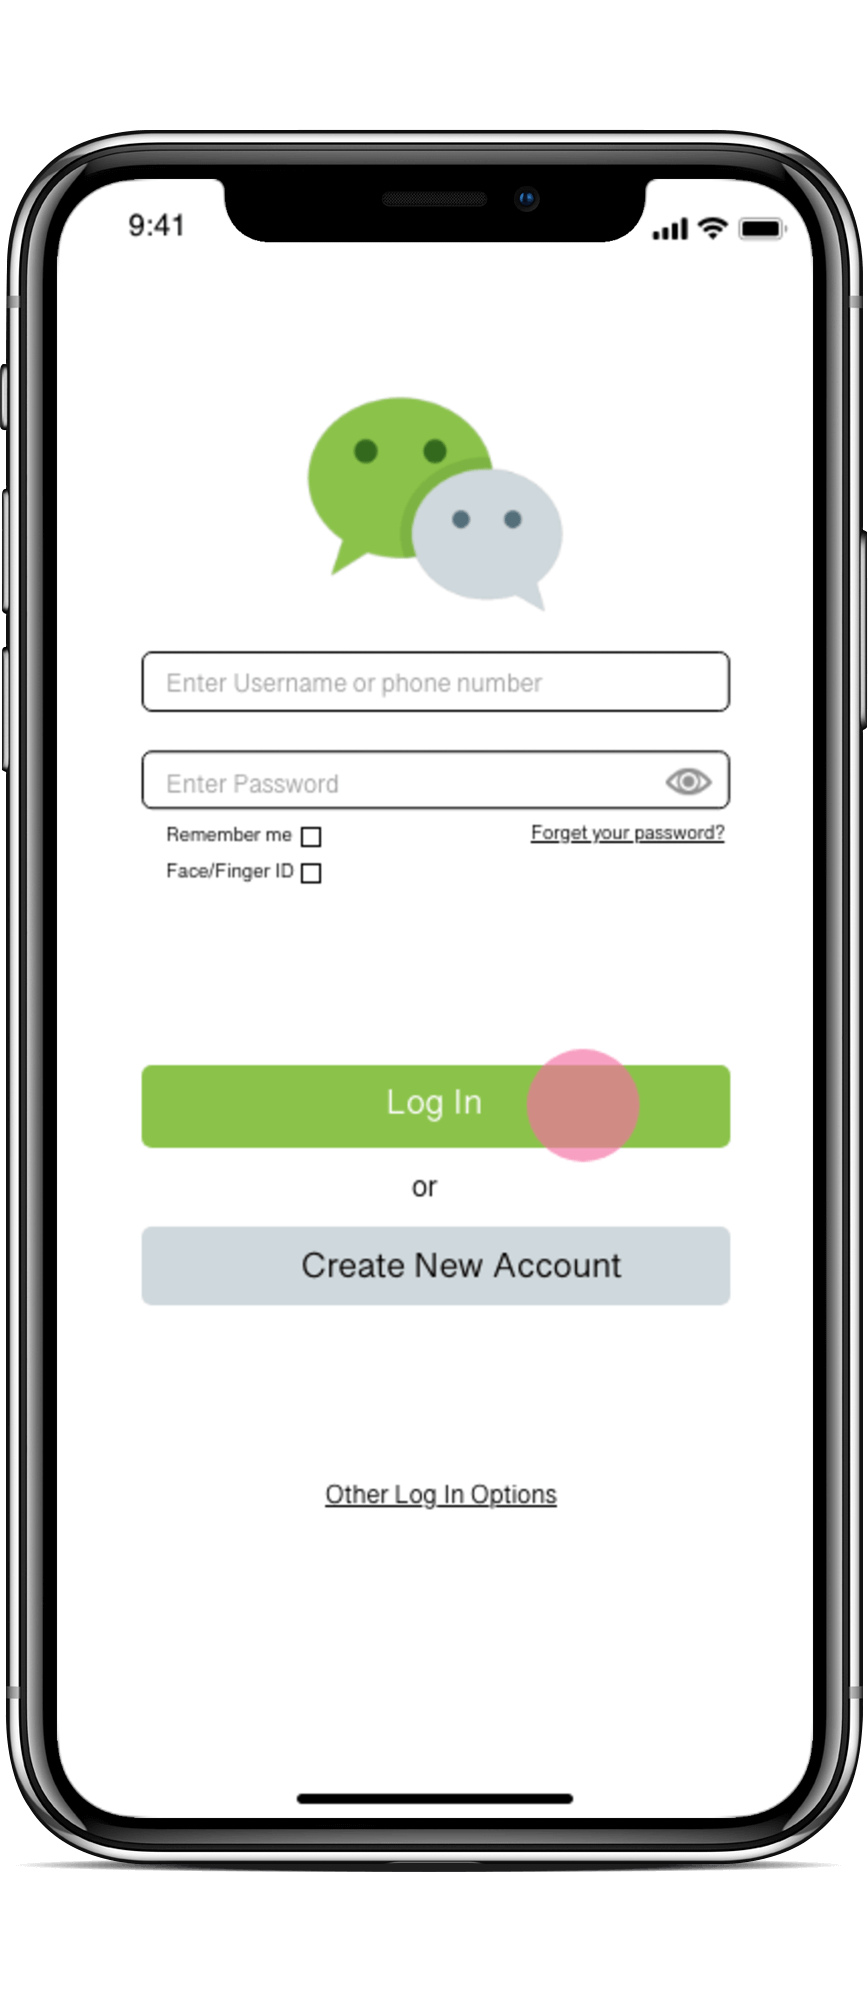 9:41
Enter Username or phone number
Enter Password
Remember me
Forget your password?
Face/Finger ID
Log In
or
Create New Account
Other Log In Options